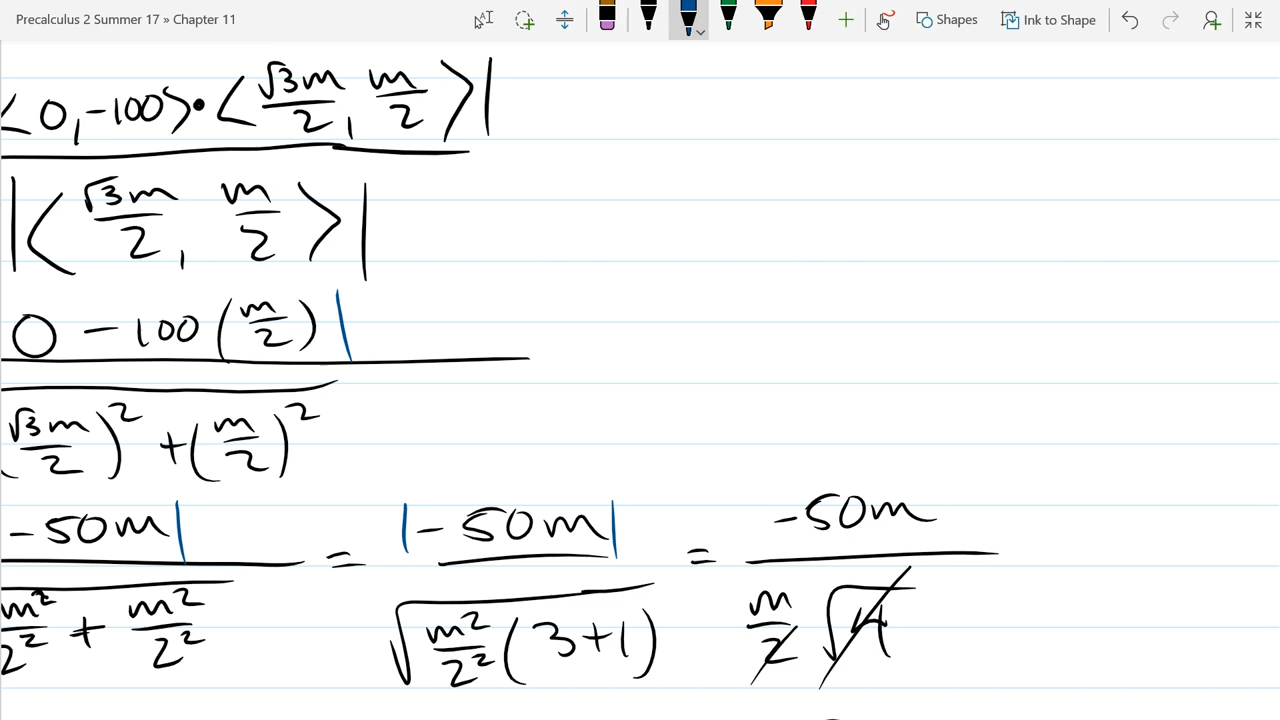 Precalculus 2 Summer 17 » Chapter 11
Shapes
Ink to Shape
< 0, -100> • < √3m/2, m/2 > |
| < √3m/2, m/2 > |
0 - 100 (m/2) |
(√3m/2)² + (m/2)²
- 50m | = | - 50m | = -50m
m²/2² + m²/2² √(m²/2² (3+1)) m/2 √4